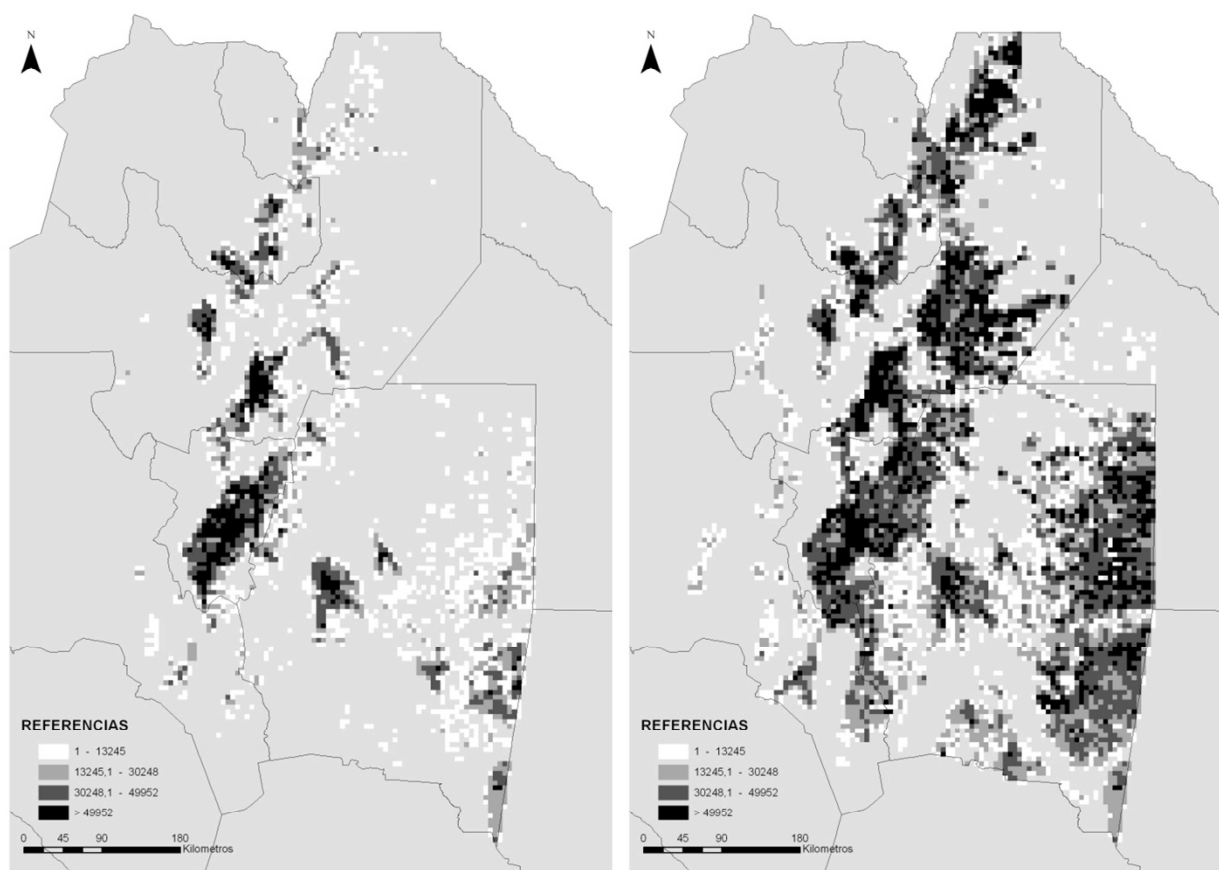 N
REFERENCIAS
1 - 13245
13245,1 - 30248
30248,1 - 49952
> 49952
0 45 90 180
Kilometros
N
REFERENCIAS
1 - 13245
13245,1 - 30248
30248,1 - 49952
> 49952
0 45 90 180
Kilometros